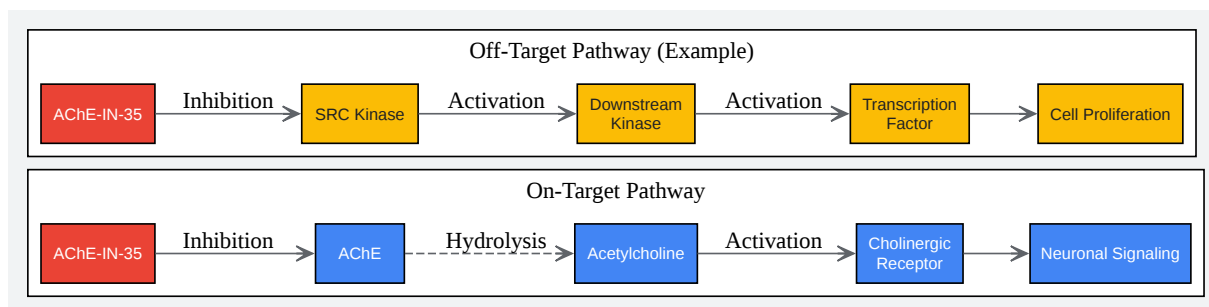 Off-Target Pathway (Example)
AChE-IN-35
Inhibition
SRC Kinase
Activation
Downstream
Kinase
Activation
Transcription
Factor
Cell Proliferation
On-Target Pathway
AChE-IN-35
Inhibition
AChE
Hydrolysis
Acetylcholine
Activation
Cholinergic
Receptor
Neuronal Signaling